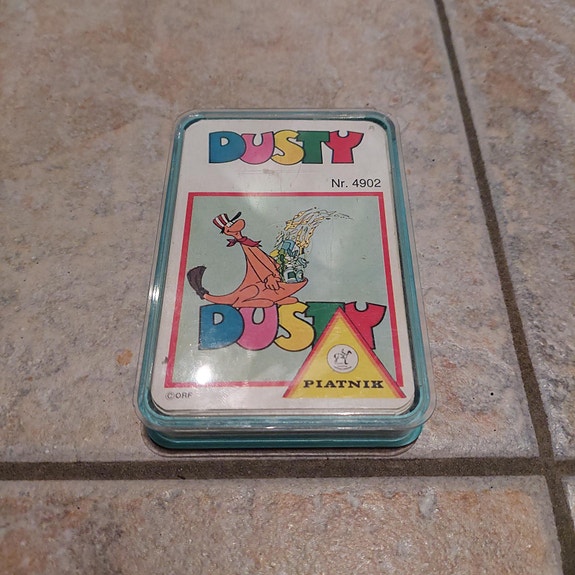 DUSTY
Nr. 4902
DUSTY
PIATNIK
© ORF